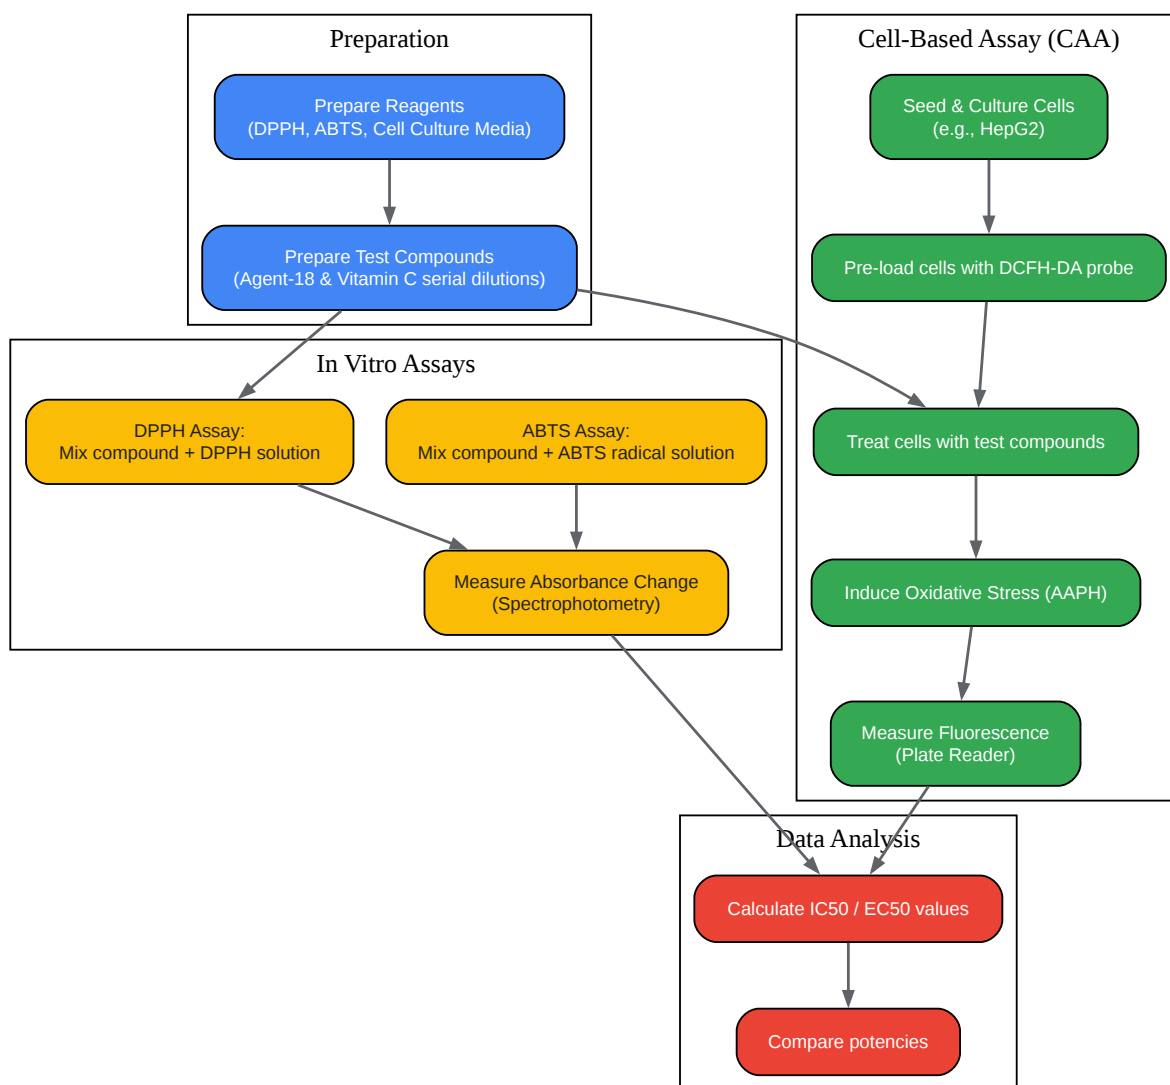 Preparation
Prepare Reagents
(DPPH, ABTS, Cell Culture Media)
Prepare Test Compounds
(Agent-18 & Vitamin C serial dilutions)
In Vitro Assays
DPPH Assay:
Mix compound + DPPH solution
ABTS Assay:
Mix compound + ABTS radical solution
Measure Absorbance Change
(Spectrophotometry)
Cell-Based Assay (CAA)
Seed & Culture Cells
(e.g., HepG2)
Pre-load cells with DCFH-DA probe
Treat cells with test compounds
Induce Oxidative Stress (AAPH)
Measure Fluorescence
(Plate Reader)
Data Analysis
Calculate IC50 / EC50 values
Compare potencies